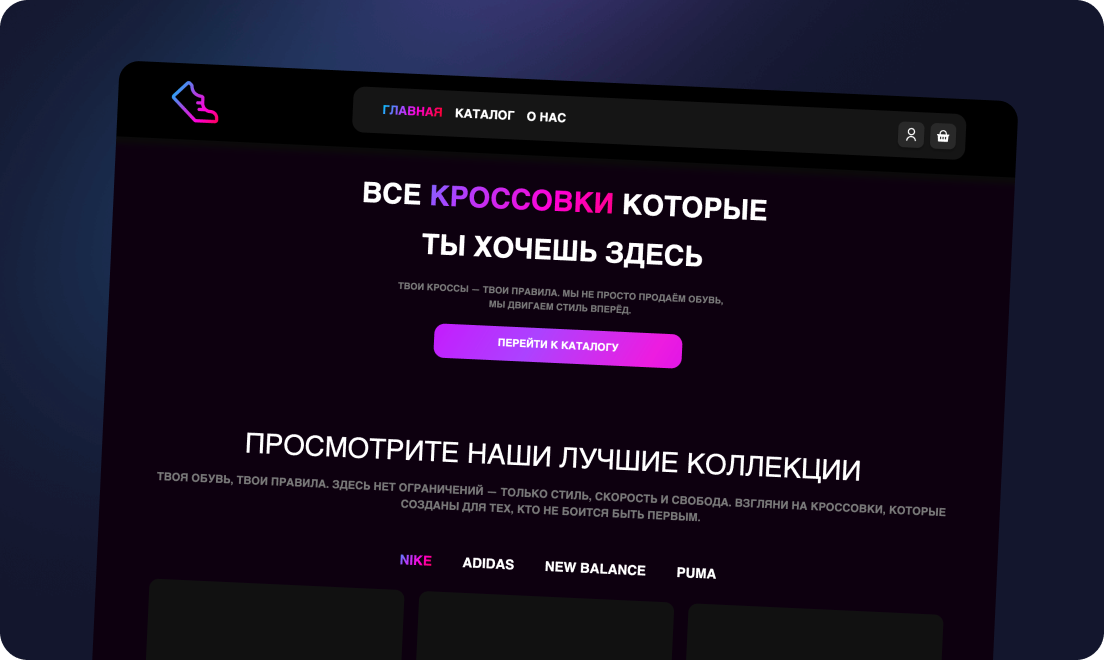 ГЛАВНАЯ КАТАЛОГ О НАС
ВСЕ КРОССОВКИ КОТОРЫЕ
ТЫ ХОЧЕШЬ ЗДЕСЬ
ТВОИ КРОССЫ — ТВОИ ПРАВИЛА. МЫ НЕ ПРОСТО ПРОДАЁМ ОБУВЬ,
МЫ ДВИГАЕМ СТИЛЬ ВПЕРЁД.
ПЕРЕЙТИ К КАТАЛОГУ
ПРОСМОТРИТЕ НАШИ ЛУЧШИЕ КОЛЛЕКЦИИ
ТВОЯ ОБУВЬ, ТВОИ ПРАВИЛА. ЗДЕСЬ НЕТ ОГРАНИЧЕНИЙ — ТОЛЬКО СТИЛЬ, СКОРОСТЬ И СВОБОДА. ВЗГЛЯНИ НА КРОССОВКИ, КОТОРЫЕ
СОЗДАНЫ ДЛЯ ТЕХ, КТО НЕ БОИТСЯ БЫТЬ ПЕРВЫМ.
NIKE ADIDAS NEW BALANCE PUMA